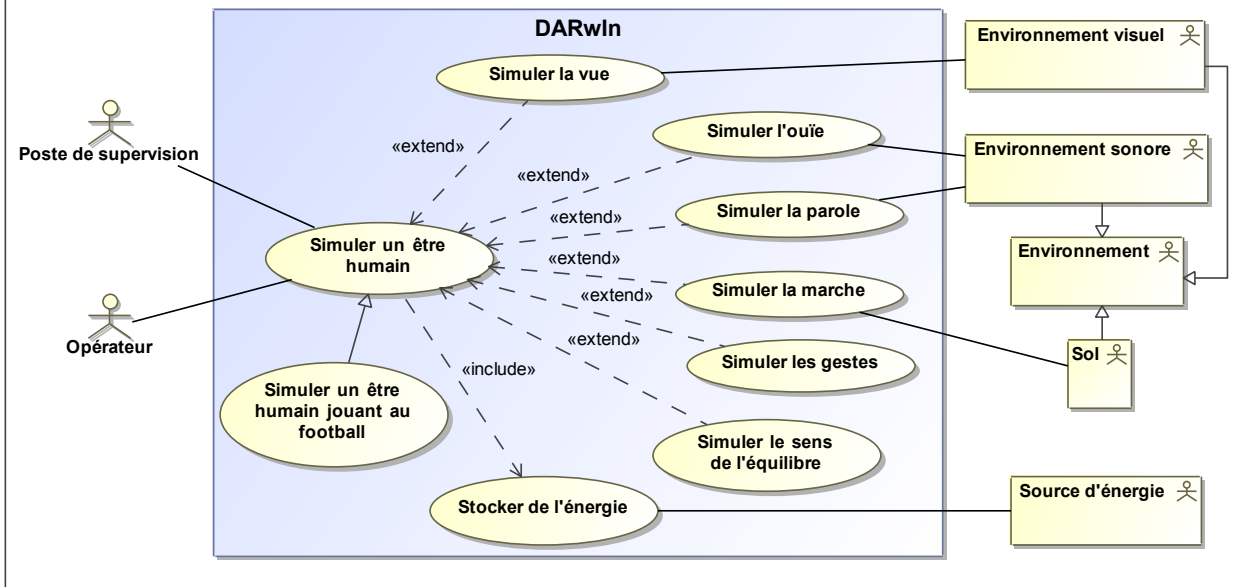 DARwIn
Environnement visuel
Simuler la vue
Simuler l'ouïe
«extend»
Poste de supervision
Environnement sonore
«extend»
Simuler la parole
«extend»
Simuler un être
humain
Environnement
«extend»
Simuler la marche
«extend»
«extend»
Opérateur
Sol
Simuler les gestes
«include»
Simuler un être
humain jouant au
football
Simuler le sens
de l'équilibre
Stocker de l'énergie
Source d'énergie